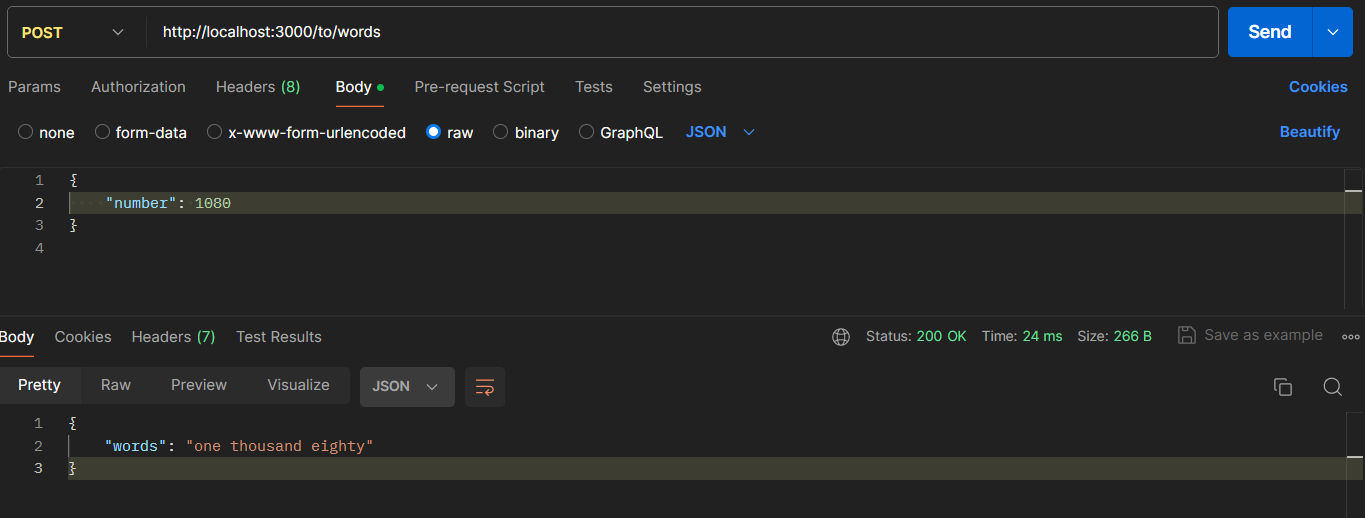 POST http://localhost:3000/to/words Send
Params Authorization Headers (8) Body Pre-request Script Tests Settings Cookies
none form-data x-www-form-urlencoded raw binary GraphQL JSON Beautify
1 {
2 "number": 1080
3 }
4
Body Cookies Headers (7) Test Results Status: 200 OK Time: 24 ms Size: 266 B Save as example
Pretty Raw Preview Visualize JSON
1 {
2 "words": "one thousand eighty"
3 }